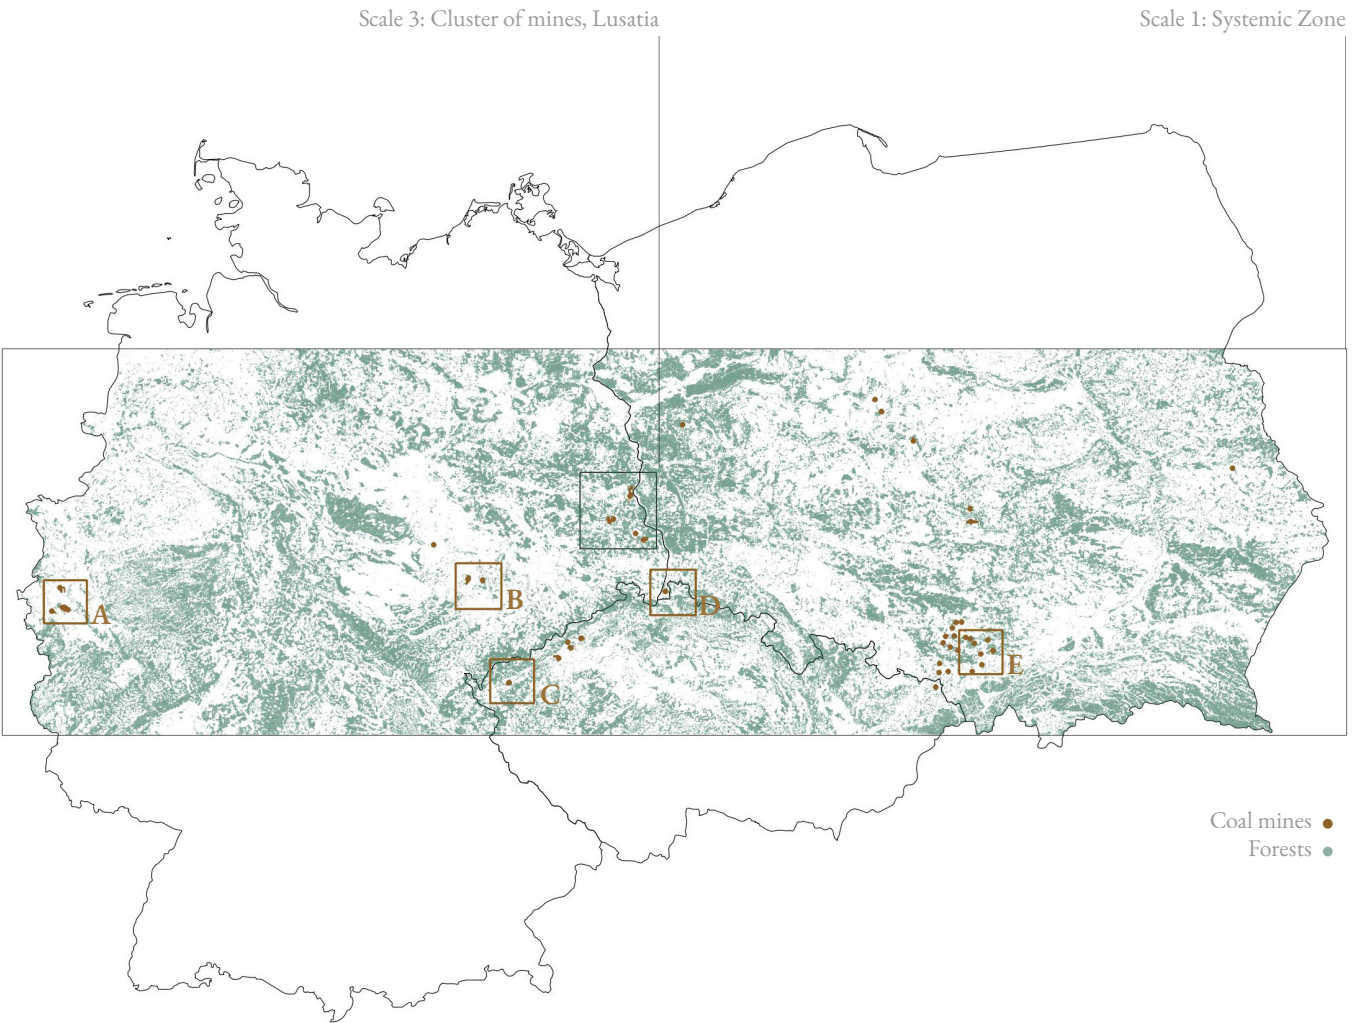 Scale 3: Cluster of mines, Lusatia
Scale 1: Systemic Zone
A
B
C
D
E
Coal mines
Forests